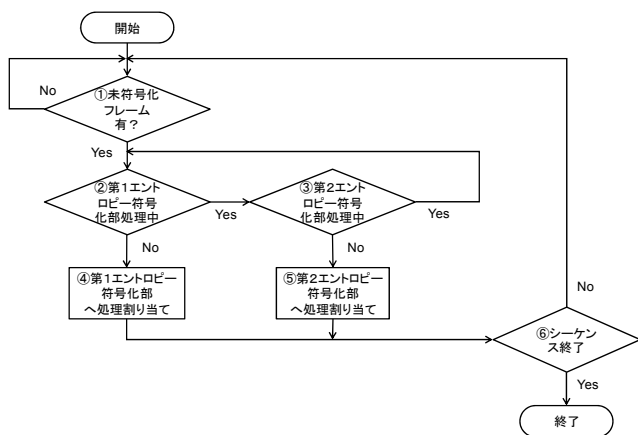 開始
No
①未符号化
フレーム
有？
Yes
②第１エント
ロピー符号
化部処理中
Yes
③第２エント
ロピー符号
化部処理中
Yes
No
No
④第１エントロピー
符号化部
へ処理割り当て
⑤第２エントロピー
符号化部
へ処理割り当て
No
⑥シーケン
ス終了
Yes
終了